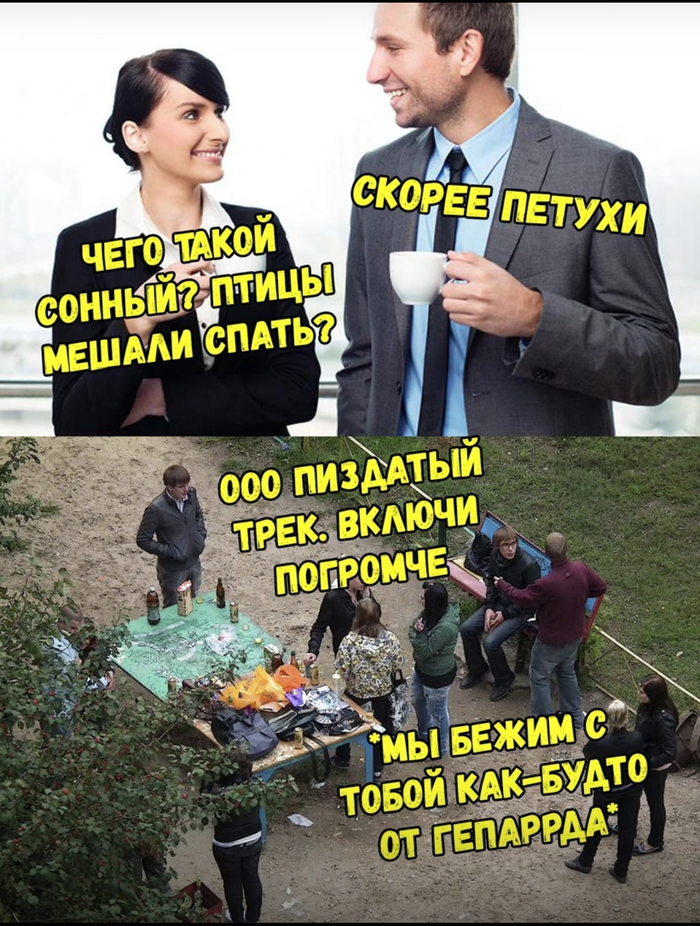 СКОРЕЕ ПЕТУХИ
ЧЕГО ТАКОЙ
СОННЫЙ? ПТИЦЫ
МЕШАЛИ СПАТЬ?
ООО ПИЗДАТЫЙ
ТРЕК. ВКЛЮЧИ
ПОГРОМЧЕ
*МЫ БЕЖИМ С
ТОБОЙ КАК-БУДТО
ОТ ГЕПАРРДА*